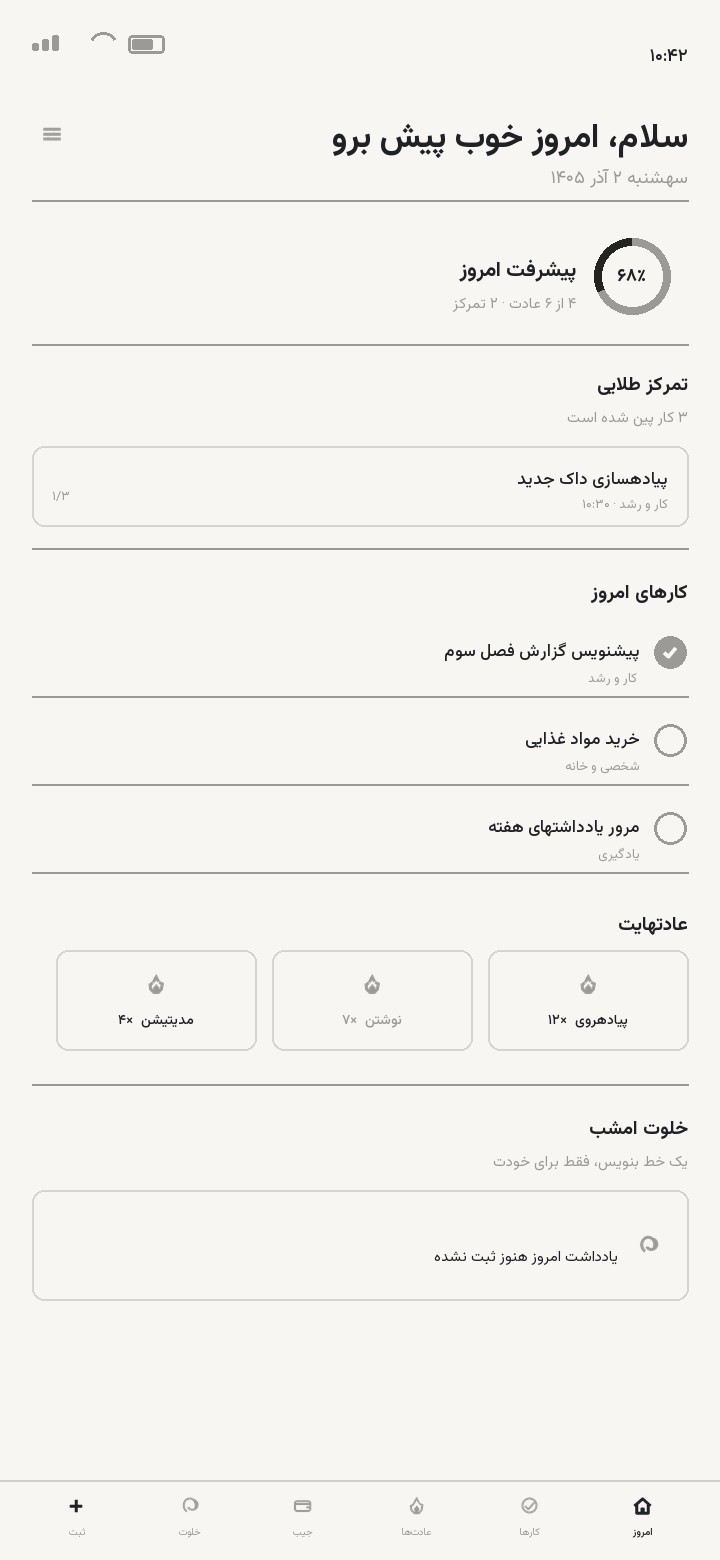 ۱۰:۴۲
سلام، امروز خوب پیش برو
سهشنبه ۲ آذر ۱۴۰۵
۶۸٪
پیشرفت امروز
۴ از ۶ عادت · ۲ تمرکز
تمرکز طلایی
۳ کار پین شده است
پیادهسازی داک جدید
کار و رشد · ۱۰:۳۰
۱/۳
کارهای امروز
پیشنویس گزارش فصل سوم
کار و رشد
خرید مواد غذایی
شخصی و خانه
مرور یادداشتهای هفته
یادگیری
عادتهایت
پیادهروی ×۱۲
نوشتن ×۷
مدیتیشن ×۴
خلوت امشب
یک خط بنویس، فقط برای خودت
یادداشت امروز هنوز ثبت نشده
امروز
کارها
عادت‌ها
جیب
خلوت
ثبت